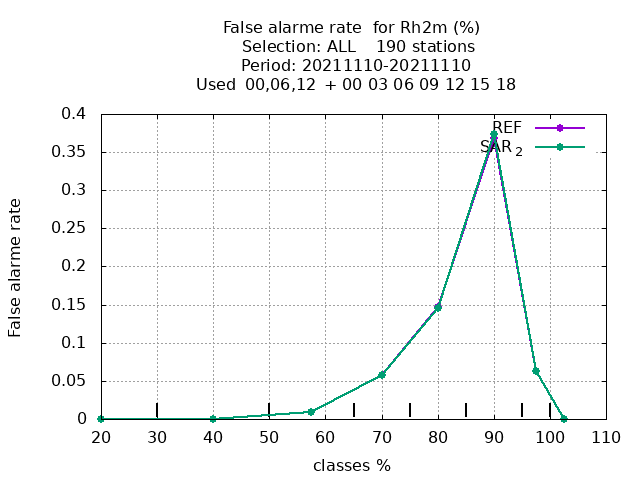 False alarme rate  for Rh2m (%)
Selection: ALL    190 stations
Period: 20211110-20211110
Used  00,06,12  + 00 03 06 09 12 15 18
REF
SAR 2
0.4
0.35
0.3
0.25
0.2
0.15
0.1
0.05
0
False alarme rate
20 30 40 50 60 70 80 90 100 110
classes %